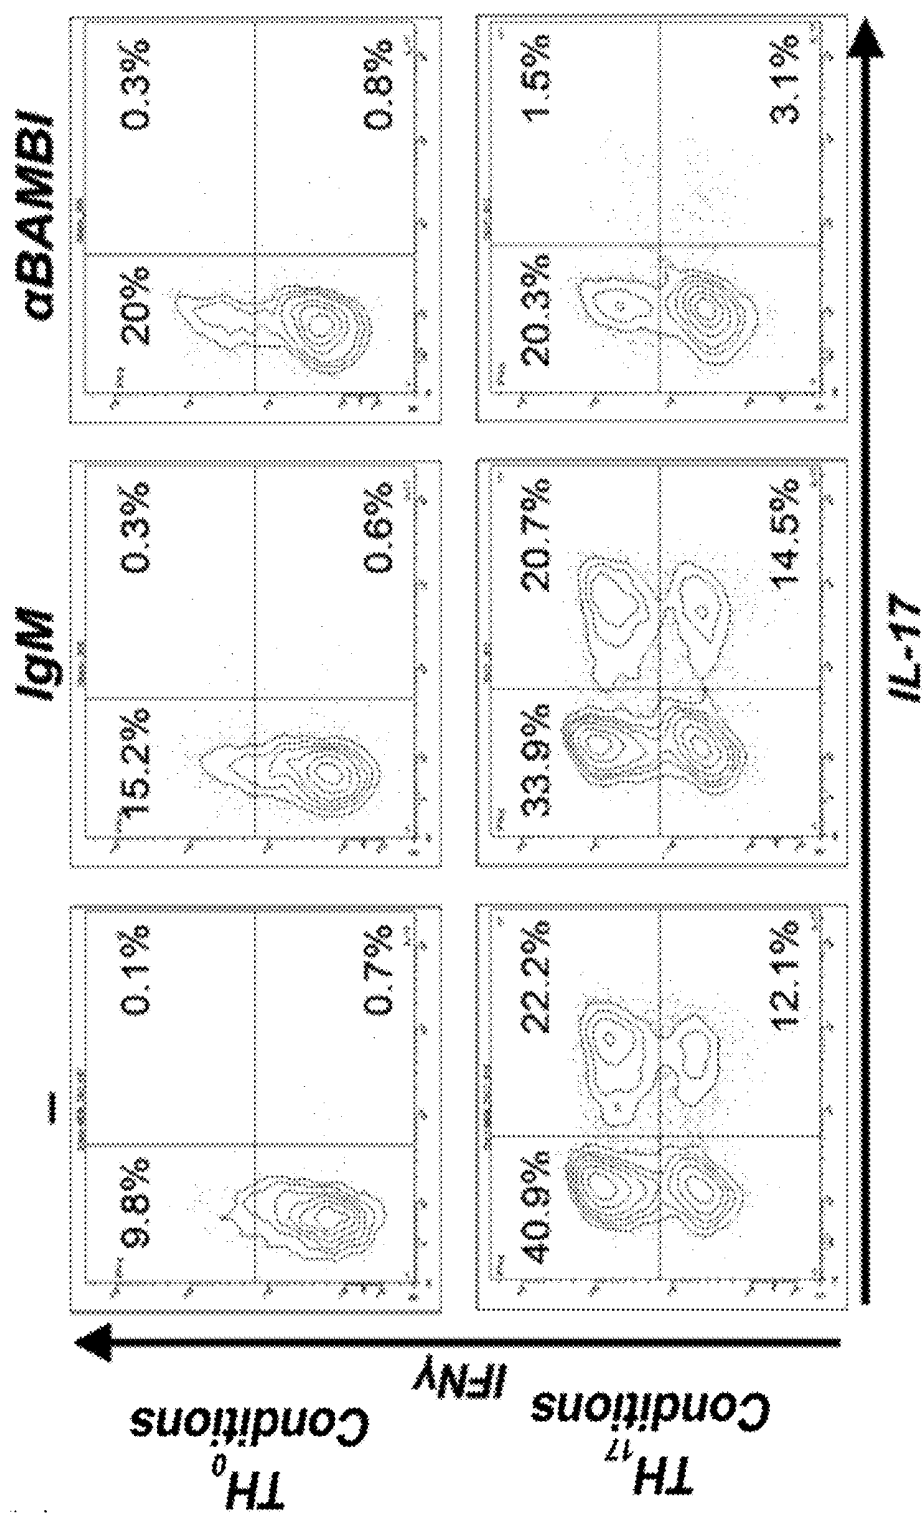 –
IgM
αBAMBI
TH0
Conditions
9.8%
0.1%
0.7%
15.2%
0.3%
0.6%
20%
0.3%
0.8%
TH17
Conditions
40.9%
22.2%
12.1%
33.9%
20.7%
14.5%
20.3%
1.5%
3.1%
IFNγ
IL-17